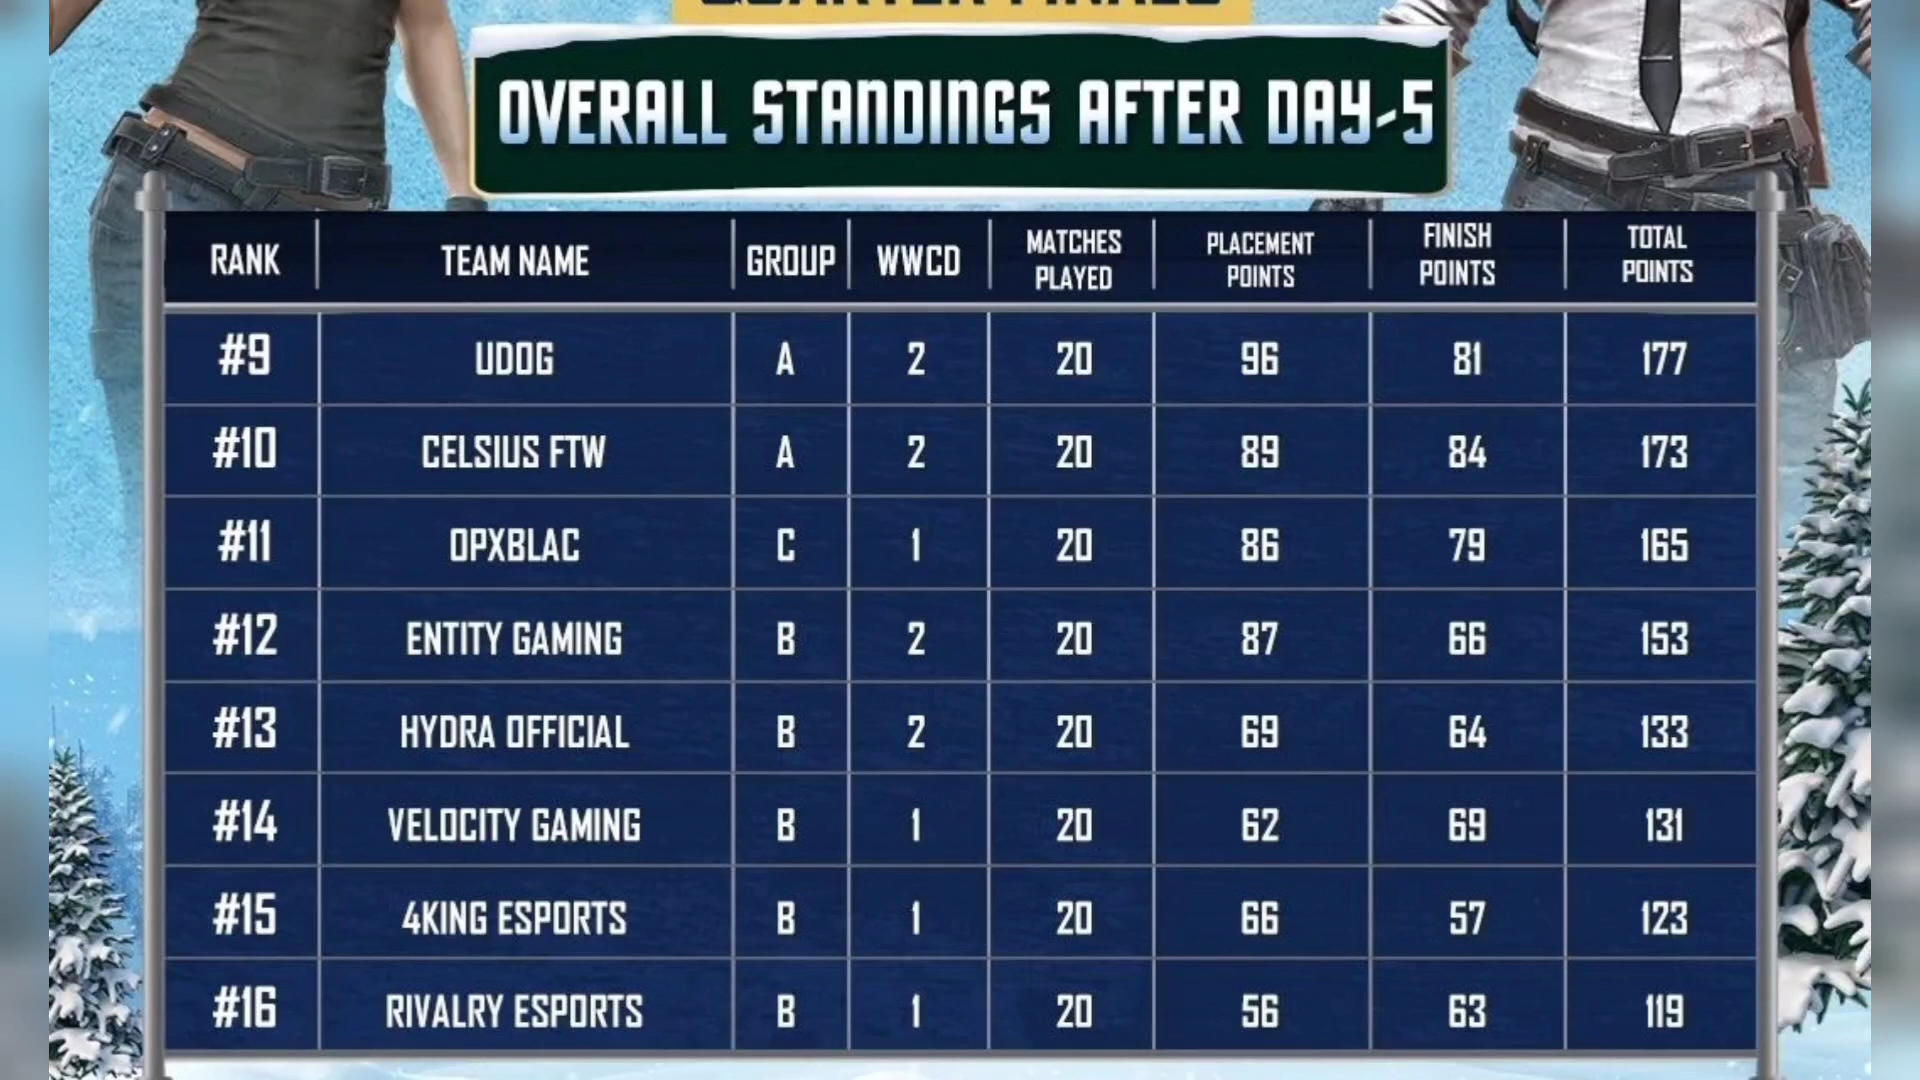 QUARTER FINALS
OVERALL STANDINGS AFTER DAY-5
RANK TEAM NAME GROUP WWCD MATCHES PLAYED PLACEMENT POINTS FINISH POINTS TOTAL POINTS
#9 UDOG A 2 20 96 81 177
#10 CELSIUS FTW A 2 20 89 84 173
#11 OPXBLAC C 1 20 86 79 165
#12 ENTITY GAMING B 2 20 87 66 153
#13 HYDRA OFFICIAL B 2 20 69 64 133
#14 VELOCITY GAMING B 1 20 62 69 131
#15 4KING ESPORTS B 1 20 66 57 123
#16 RIVALRY ESPORTS B 1 20 56 63 119